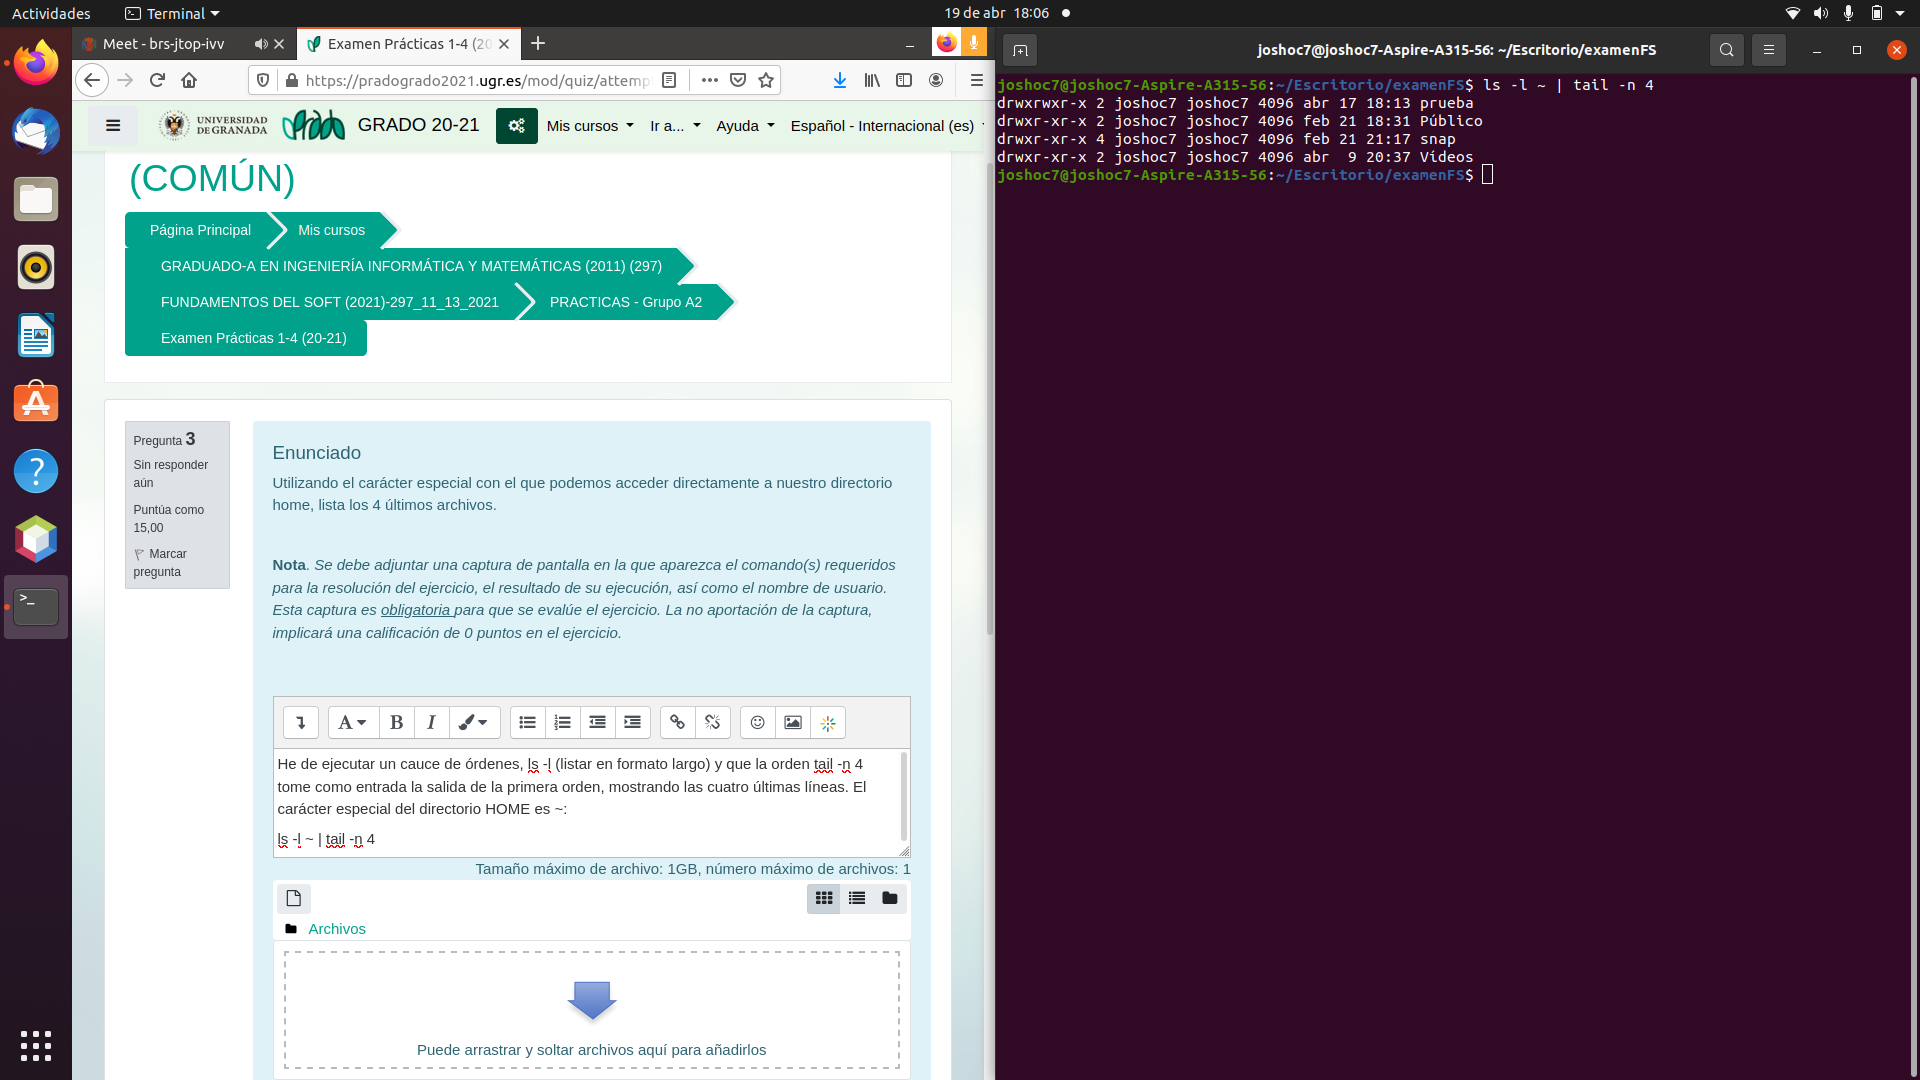 Actividades
Terminal
19 de abr 18:06
Meet - brs-jtop-ivv
Examen Prácticas 1-4 (20
https://pradogrado2021.ugr.es/mod/quiz/attemp
UNIVERSIDAD
DE GRANADA
Prado
GRADO 20-21
Mis cursos
Ir a...
Ayuda
Español - Internacional (es)
(COMÚN)
Página Principal
Mis cursos
GRADUADO-A EN INGENIERÍA INFORMÁTICA Y MATEMÁTICAS (2011) (297)
FUNDAMENTOS DEL SOFT (2021)-297_11_13_2021
PRACTICAS - Grupo A2
Examen Prácticas 1-4 (20-21)
Pregunta 3
Sin responder
aún
Puntúa como
15,00
Marcar
pregunta
Enunciado
Utilizando el carácter especial con el que podemos acceder directamente a nuestro directorio
home, lista los 4 últimos archivos.
Nota. Se debe adjuntar una captura de pantalla en la que aparezca el comando(s) requeridos
para la resolución del ejercicio, el resultado de su ejecución, así como el nombre de usuario.
Esta captura es obligatoria para que se evalúe el ejercicio. La no aportación de la captura,
implicará una calificación de 0 puntos en el ejercicio.
He de ejecutar un cauce de órdenes, ls -l (listar en formato largo) y que la orden tail -n 4
tome como entrada la salida de la primera orden, mostrando las cuatro últimas líneas. El
carácter especial del directorio HOME es ~:
ls -l ~ | tail -n 4
Tamaño máximo de archivo: 1GB, número máximo de archivos: 1
Archivos
Puede arrastrar y soltar archivos aquí para añadirlos
joshoc7@joshoc7-Aspire-A315-56: ~/Escritorio/examenFS
joshoc7@joshoc7-Aspire-A315-56:~/Escritorio/examenFS$ ls -l ~ | tail -n 4
drwxrwxr-x 2 joshoc7 joshoc7 4096 abr 17 18:13 prueba
drwxr-xr-x 2 joshoc7 joshoc7 4096 feb 21 18:31 Público
drwxr-xr-x 4 joshoc7 joshoc7 4096 feb 21 21:17 snap
drwxr-xr-x 2 joshoc7 joshoc7 4096 abr  9 20:37 Vídeos
joshoc7@joshoc7-Aspire-A315-56:~/Escritorio/examenFS$